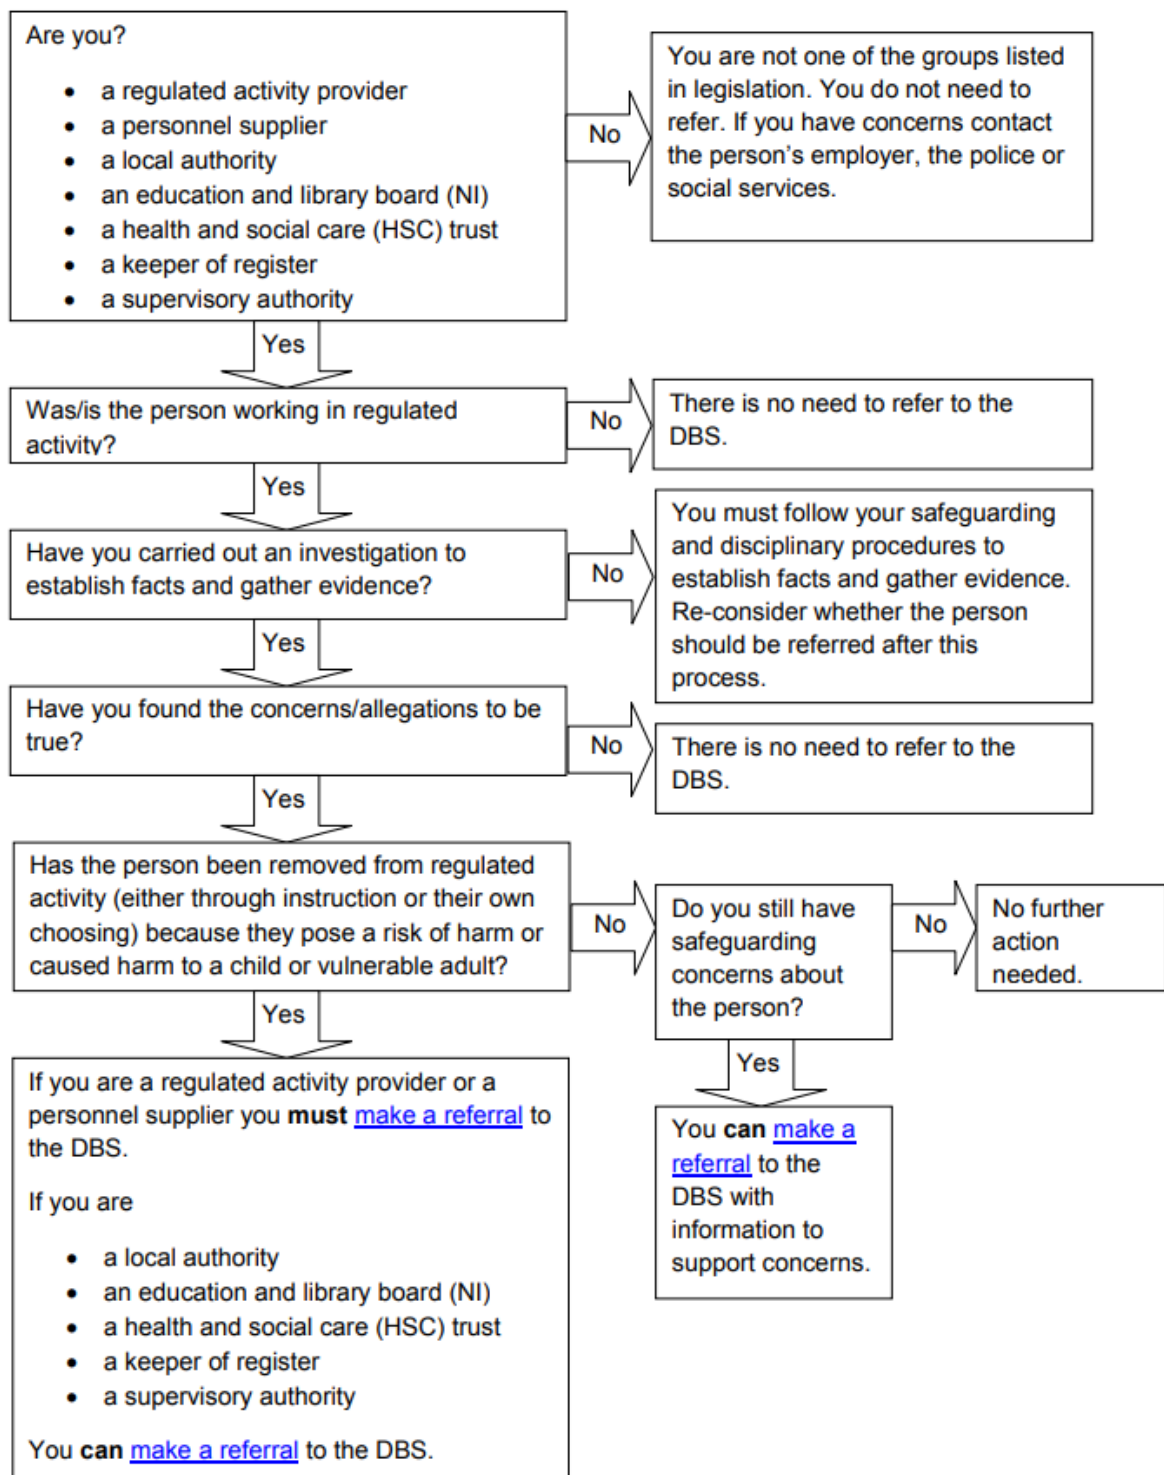 Are you?
• a regulated activity provider
• a personnel supplier
• a local authority
• an education and library board (NI)
• a health and social care (HSC) trust
• a keeper of register
• a supervisory authority
No
You are not one of the groups listed
in legislation. You do not need to
refer. If you have concerns contact
the person's employer, the police or
social services.
Yes
Was/is the person working in regulated
activity?
No
There is no need to refer to the
DBS.
Yes
Have you carried out an investigation to
establish facts and gather evidence?
No
You must follow your safeguarding
and disciplinary procedures to
establish facts and gather evidence.
Re-consider whether the person
should be referred after this
process.
Yes
Have you found the concerns/allegations to be
true?
No
There is no need to refer to the
DBS.
Yes
Has the person been removed from regulated
activity (either through instruction or their own
choosing) because they pose a risk of harm or
caused harm to a child or vulnerable adult?
No
Do you still have
safeguarding
concerns about
the person?
No
No further
action
needed.
Yes
If you are a regulated activity provider or a
personnel supplier you must make a referral to
the DBS.
If you are
• a local authority
• an education and library board (NI)
• a health and social care (HSC) trust
• a keeper of register
• a supervisory authority
You can make a referral to the DBS.
Yes
You can make a
referral to the
DBS with
information to
support concerns.